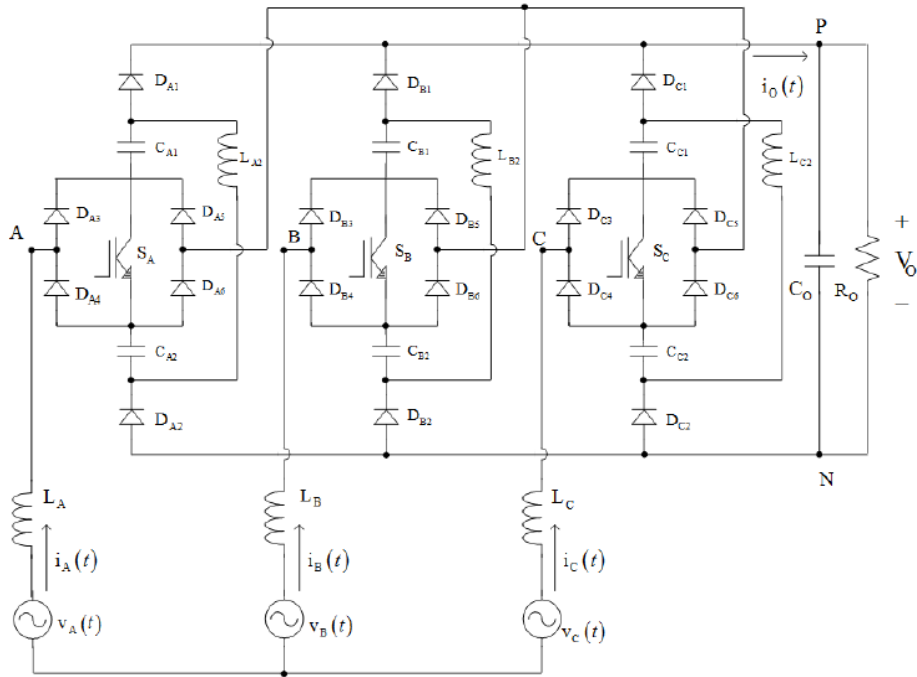 P
D_A1
D_B1
D_C1
i_O(t)
C_A1
L_A2
C_B1
L_B2
C_C1
L_C2
A
D_A3
D_A5
B
D_B3
D_B5
C
D_C3
D_C5
S_A
S_B
S_C
D_A4
D_A6
D_B4
D_B6
D_C4
D_C6
C_O
R_O
+
V_O
−
C_A2
C_B2
C_C2
D_A2
D_B2
D_C2
N
L_A
L_B
L_C
i_A(t)
i_B(t)
i_C(t)
v_A(t)
v_B(t)
v_C(t)